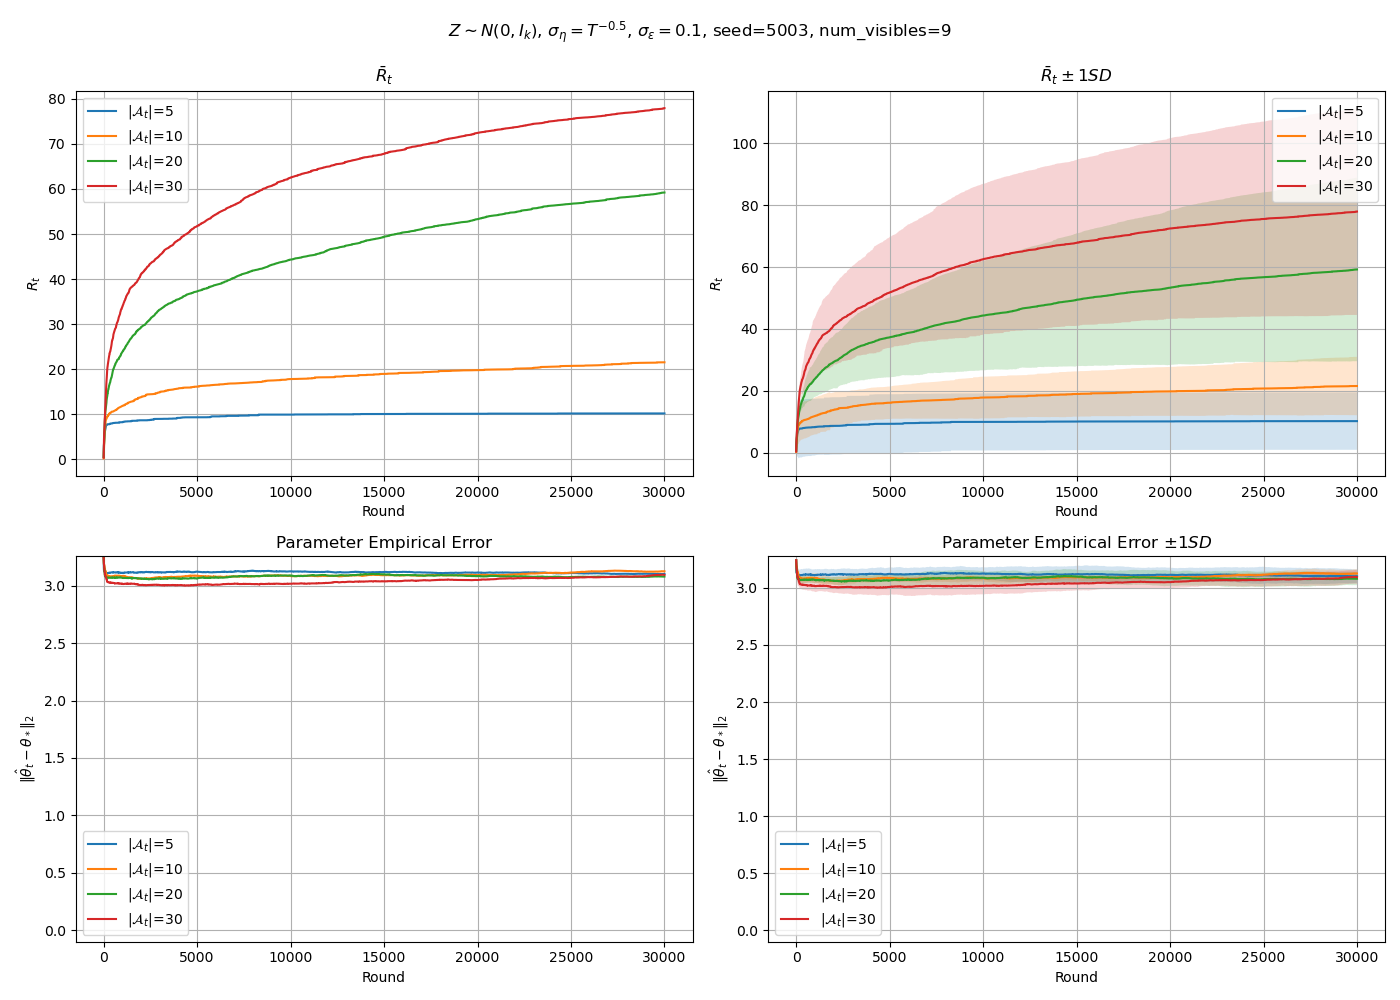 Z ∼ N(0, I_k), σ_η = T^{−0.5}, σ_ε = 0.1, seed=5003, num_visibles=9
R̄_t
R_t
80
70
60
50
40
30
20
10
0
|𝒜_t|=5
|𝒜_t|=10
|𝒜_t|=20
|𝒜_t|=30
0 5000 10000 15000 20000 25000 30000
Round
R̄_t ± 1SD
R_t
100
80
60
40
20
0
|𝒜_t|=5
|𝒜_t|=10
|𝒜_t|=20
|𝒜_t|=30
0 5000 10000 15000 20000 25000 30000
Round
Parameter Empirical Error
‖θ̂_t − θ_*‖_2
3.0
2.5
2.0
1.5
1.0
0.5
0.0
|𝒜_t|=5
|𝒜_t|=10
|𝒜_t|=20
|𝒜_t|=30
0 5000 10000 15000 20000 25000 30000
Round
Parameter Empirical Error ±1SD
‖θ̂_t − θ_*‖_2
3.0
2.5
2.0
1.5
1.0
0.5
0.0
|𝒜_t|=5
|𝒜_t|=10
|𝒜_t|=20
|𝒜_t|=30
0 5000 10000 15000 20000 25000 30000
Round